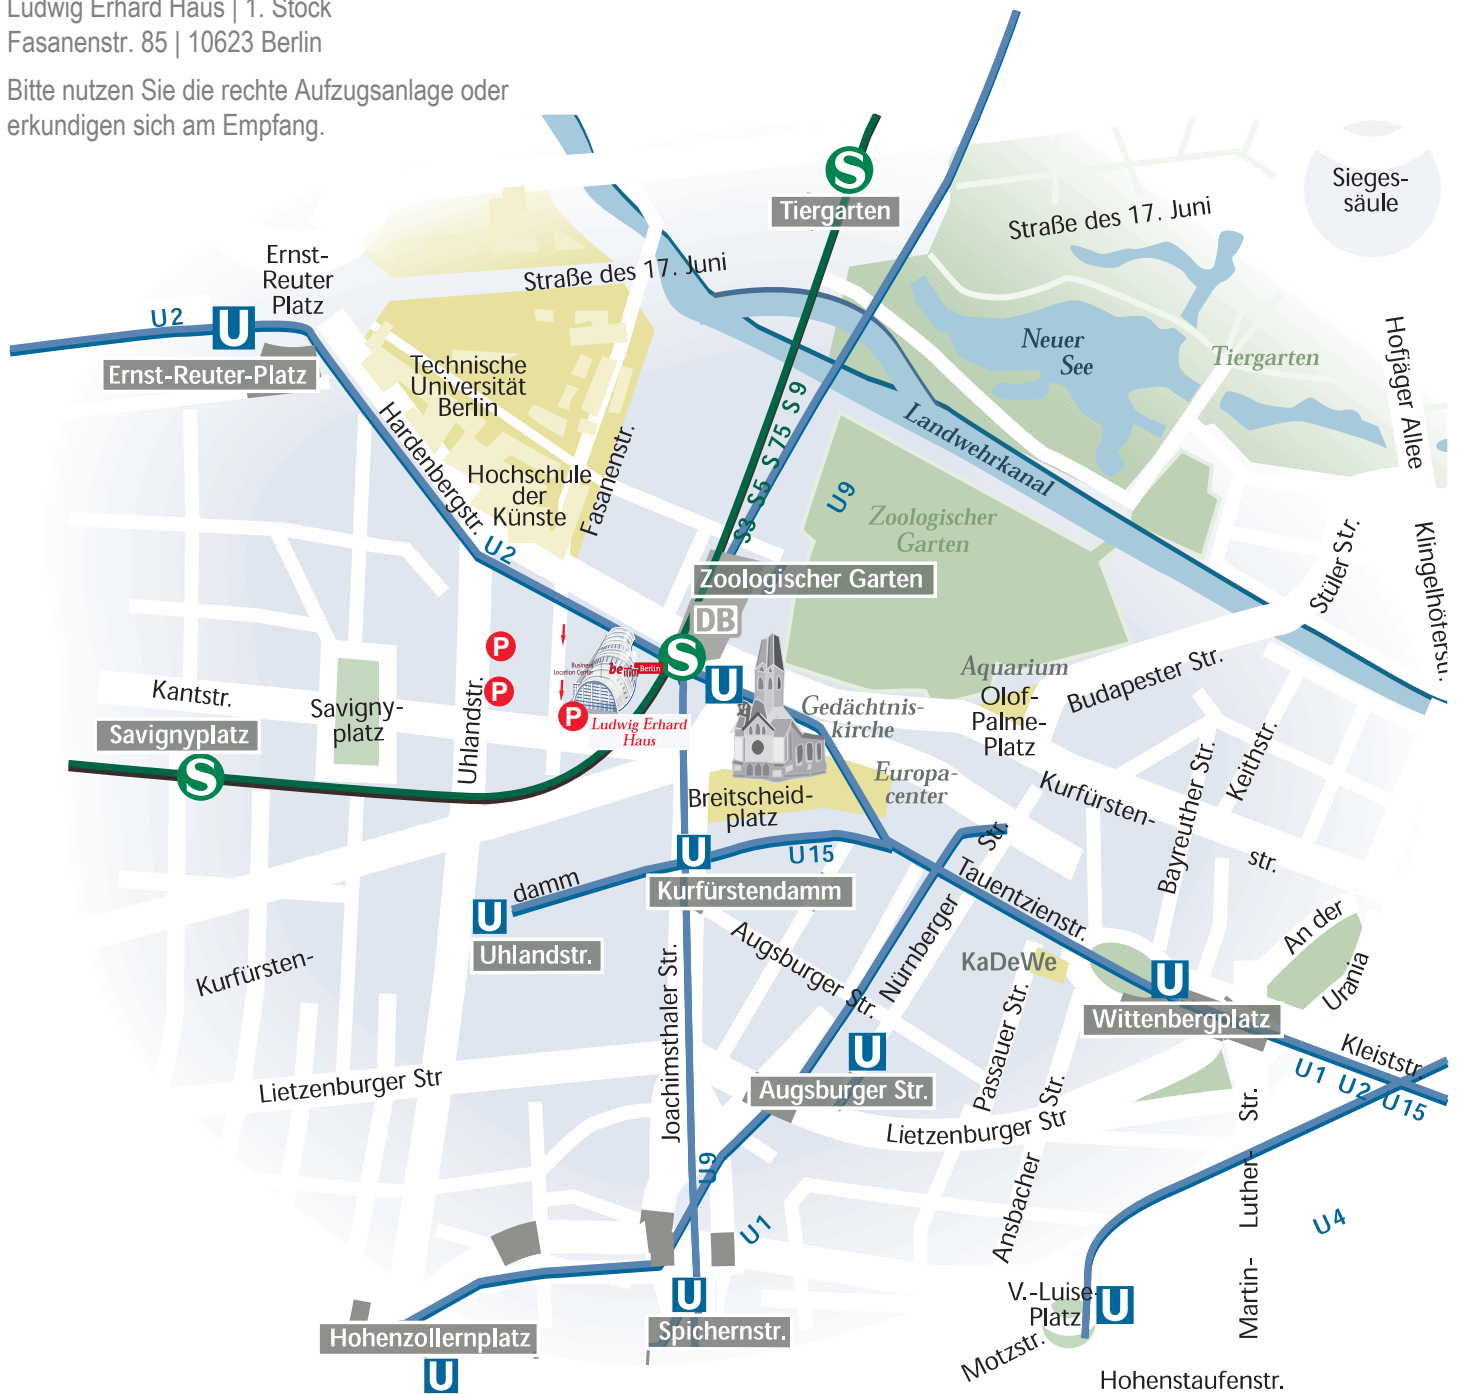 Ludwig Erhard Haus | 1. Stock
Fasanenstr. 85 | 10623 Berlin
Bitte nutzen Sie die rechte Aufzugsanlage oder
erkundigen sich am Empfang.
S
Tiergarten
Sieges-
säule
Straße des 17. Juni
Ernst-
Reuter
Platz
Straße des 17. Juni
U2
U
Ernst-Reuter-Platz
Neuer
See
Tiergarten
Hofjäger Allee
Technische
Universität
Berlin
Hardenbergstr.
S3 S5 S75 S9
Landwehrkanal
Hochschule
der
Künste
Fasanenstr.
U9
Zoologischer
Garten
U2
Stüler Str.
Klingelhöferstr.
Zoologischer Garten
DB
S
U
P
P
P
Business
Location Center
be
Berlin
Ludwig Erhard
Haus
Aquarium
Olof-
Palme-
Platz
Budapester Str.
Kantstr.
Savigny-
platz
Uhlandstr.
Savignyplatz
S
Gedächtnis-
kirche
Europa-
center
Keithstr.
Bayreuther Str.
Kurfürsten-
str.
Breitscheid-
platz
U15
U
Kurfürstendamm
damm
U
Uhlandstr.
Kurfürsten-
Str.
Tauentzienstr.
Nürnberger
Augsburger Str.
KaDeWe
An der
Urania
U
Wittenbergplatz
Joachimsthaler Str.
Passauer Str.
Kleiststr.
U1 U2 U15
U
Augsburger Str.
Lietzenburger Str
Lietzenburger Str
Str.
Ansbacher
Str.
Luther-
Martin-
U9
U1
U4
U
Spichernstr.
V.-Luise-
Platz
U
Motzstr.
Hohenzollernplatz
U
Hohenstaufenstr.